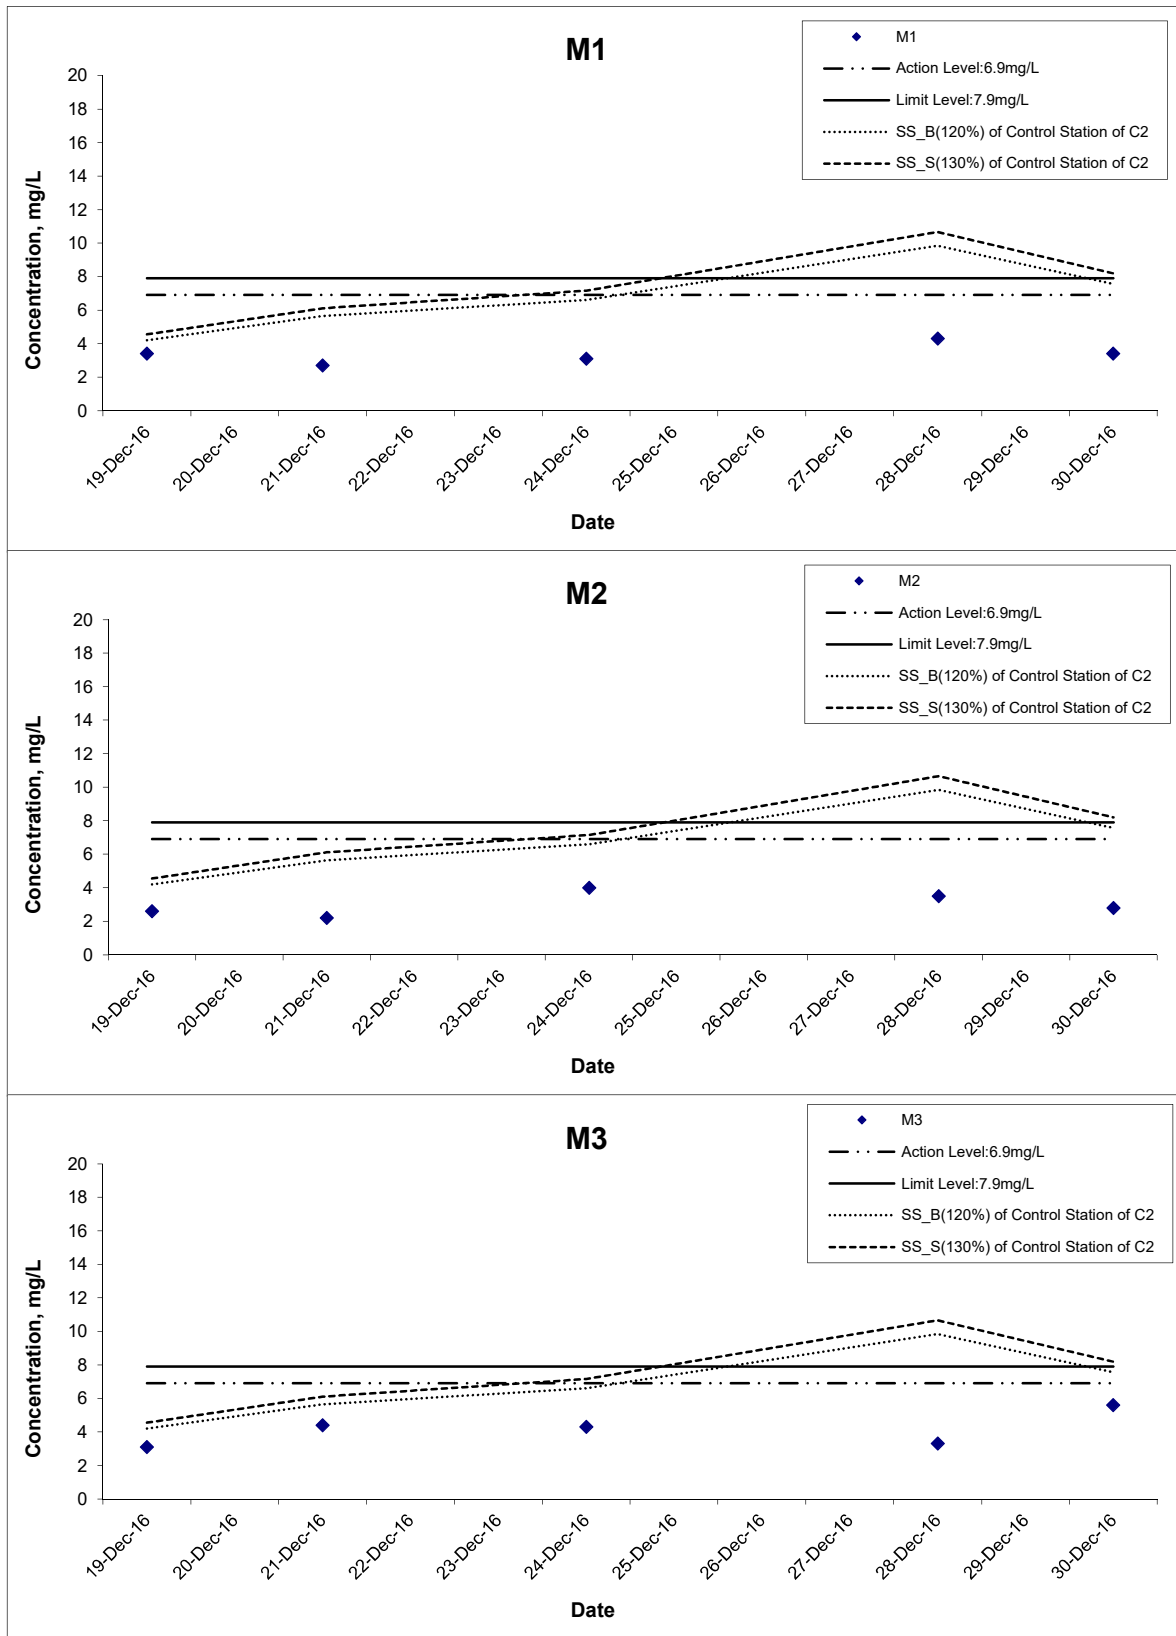 M1
M1
Action Level:6.9mg/L
Limit Level:7.9mg/L
SS_B(120%) of Control Station of C2
SS_S(130%) of Control Station of C2
Concentration, mg/L
20
18
16
14
12
10
8
6
4
2
0
19-Dec-16
20-Dec-16
21-Dec-16
22-Dec-16
23-Dec-16
24-Dec-16
25-Dec-16
26-Dec-16
27-Dec-16
28-Dec-16
29-Dec-16
30-Dec-16
Date
M2
M2
Action Level:6.9mg/L
Limit Level:7.9mg/L
SS_B(120%) of Control Station of C2
SS_S(130%) of Control Station of C2
Concentration, mg/L
20
18
16
14
12
10
8
6
4
2
0
19-Dec-16
20-Dec-16
21-Dec-16
22-Dec-16
23-Dec-16
24-Dec-16
25-Dec-16
26-Dec-16
27-Dec-16
28-Dec-16
29-Dec-16
30-Dec-16
Date
M3
M3
Action Level:6.9mg/L
Limit Level:7.9mg/L
SS_B(120%) of Control Station of C2
SS_S(130%) of Control Station of C2
Concentration, mg/L
20
18
16
14
12
10
8
6
4
2
0
19-Dec-16
20-Dec-16
21-Dec-16
22-Dec-16
23-Dec-16
24-Dec-16
25-Dec-16
26-Dec-16
27-Dec-16
28-Dec-16
29-Dec-16
30-Dec-16
Date